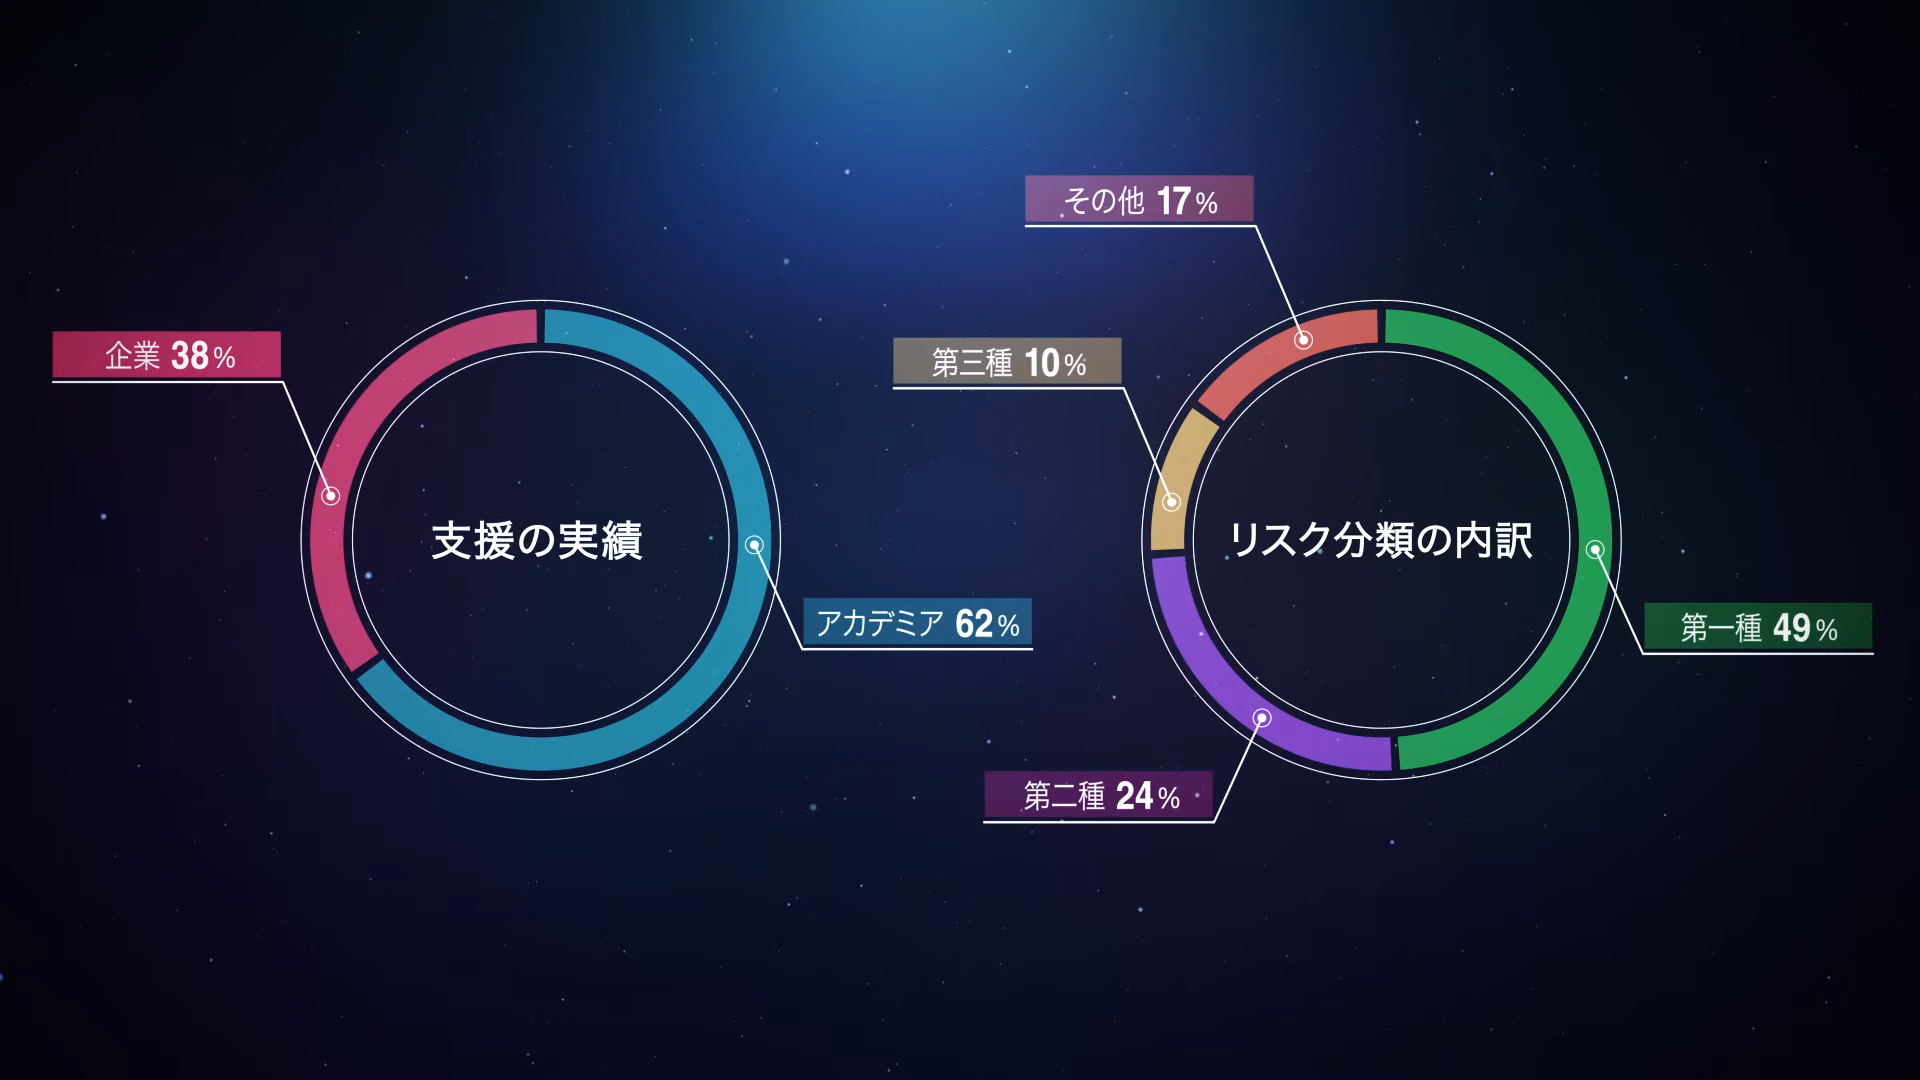 企業 38%
支援の実績
アカデミア 62%
その他 17%
第三種 10%
リスク分類の内訳
第一種 49%
第二種 24%